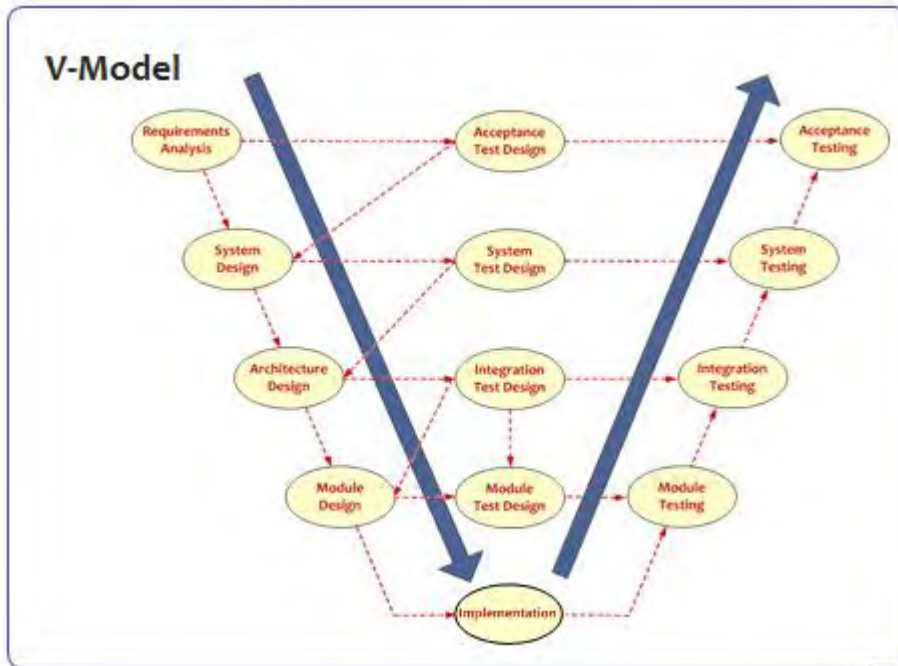 V-Model
Requirements
Analysis
Acceptance
Test Design
Acceptance
Testing
System
Design
System
Test Design
System
Testing
Architecture
Design
Integration
Test Design
Integration
Testing
Module
Design
Module
Test Design
Module
Testing
Implementation